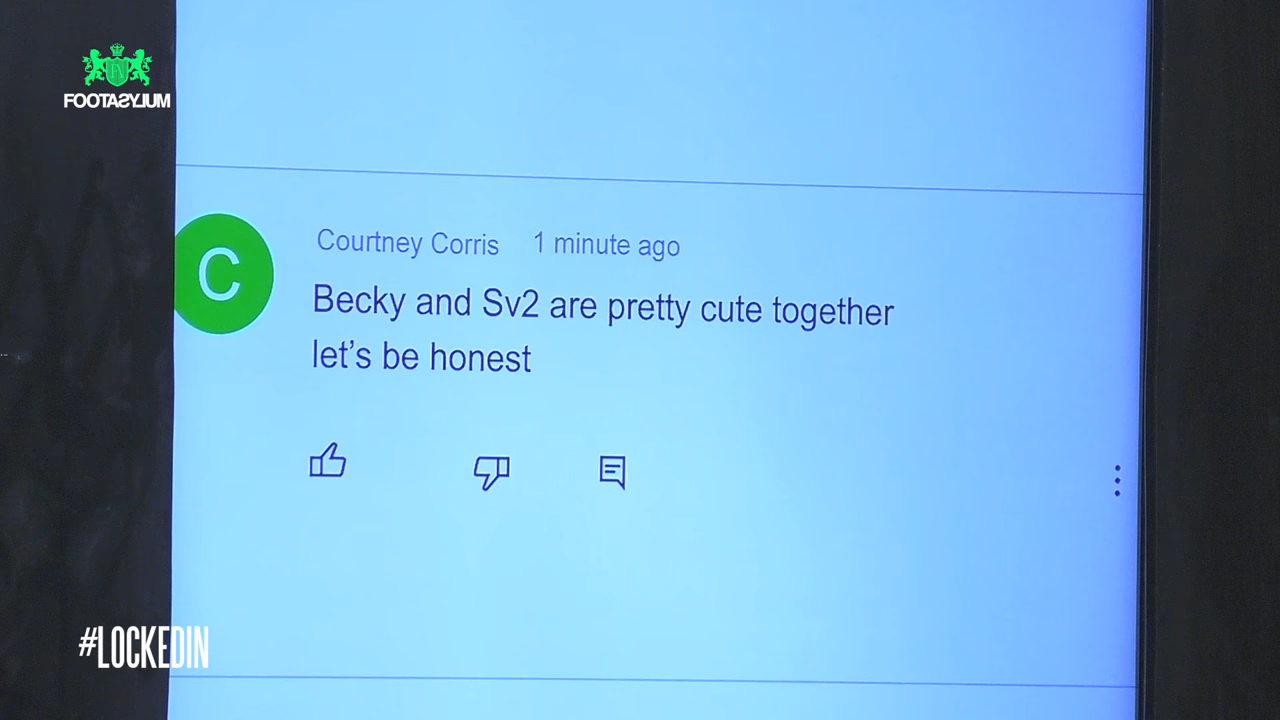 FOOTASYLUM
C
Courtney Corris 1 minute ago
Becky and Sv2 are pretty cute together
let's be honest
#LOCKEDIN